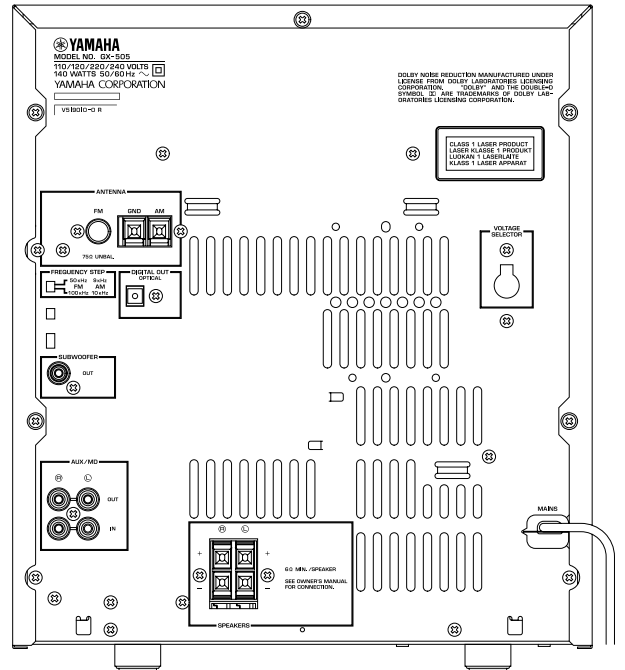 YAMAHA
MODEL NO. GX-505
110/120/220/240 VOLTS
140 WATTS 50/60Hz
YAMAHA CORPORATION
DOLBY NOISE REDUCTION MANUFACTURED UNDER
LICENSE FROM DOLBY LABORATORIES LICENSING
CORPORATION. "DOLBY" AND THE DOUBLE-D
SYMBOL ARE TRADEMARKS OF DOLBY LAB-
ORATORIES LICENSING CORPORATION.
CLASS 1 LASER PRODUCT
LASER KLASSE 1 PRODUKT
LUOKAN 1 LASERLAITE
KLASS 1 LASER APPARAT
ANTENNA
FM GND AM
75Ω UNBAL.
VOLTAGE
SELECTOR
FREQUENCY STEP
50kHz 9kHz
FM AM
100kHz 10kHz
DIGITAL OUT
OPTICAL
SUBWOOFER
OUT
AUX/MD
R L
OUT
IN
MAINS
R L
+ +
6Ω MIN./SPEAKER
SEE OWNER'S MANUAL
FOR CONNECTION.
− −
SPEAKERS